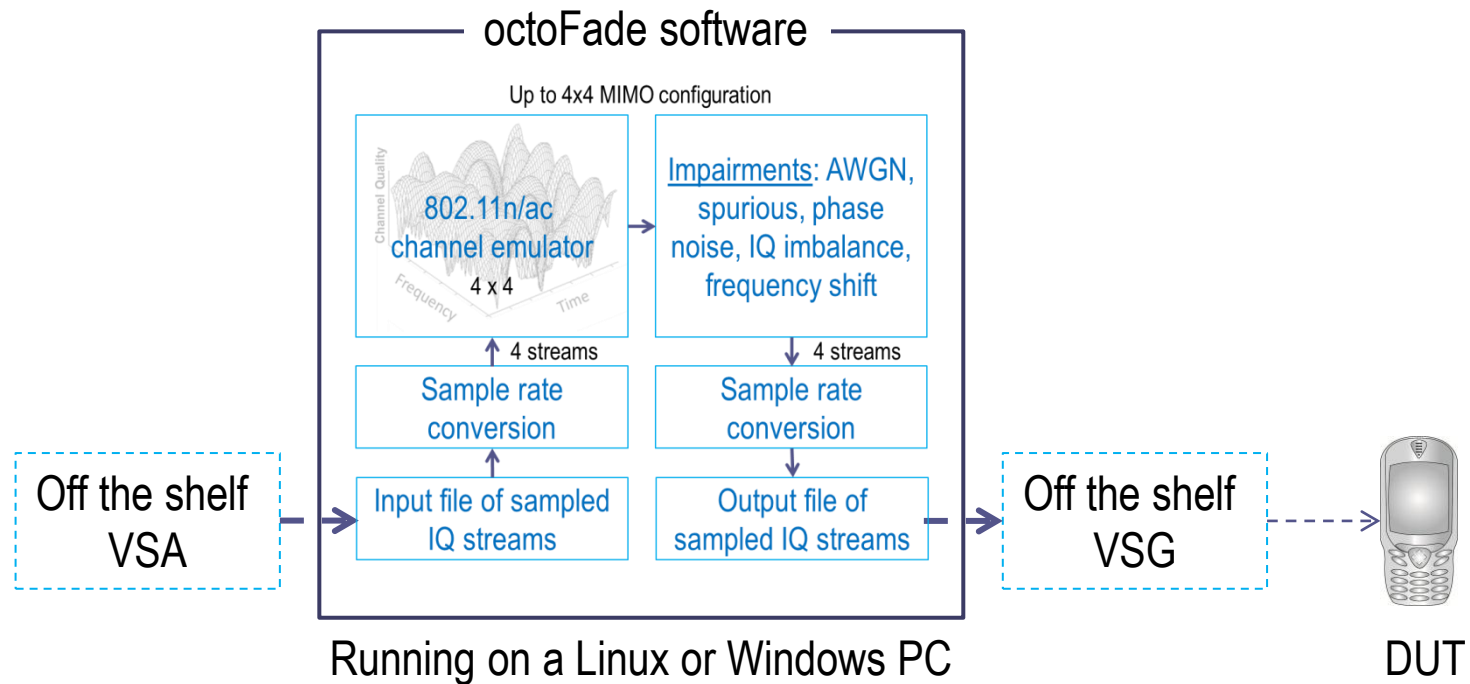 octoFade software
Up to 4x4 MIMO configuration
Channel Quality
Frequency
Time
802.11n/ac
channel emulator
4 x 4
Impairments: AWGN,
spurious, phase
noise, IQ imbalance,
frequency shift
4 streams
4 streams
Sample rate
conversion
Sample rate
conversion
Off the shelf
VSA
Input file of sampled
IQ streams
Output file of
sampled IQ streams
Off the shelf
VSG
Running on a Linux or Windows PC
DUT